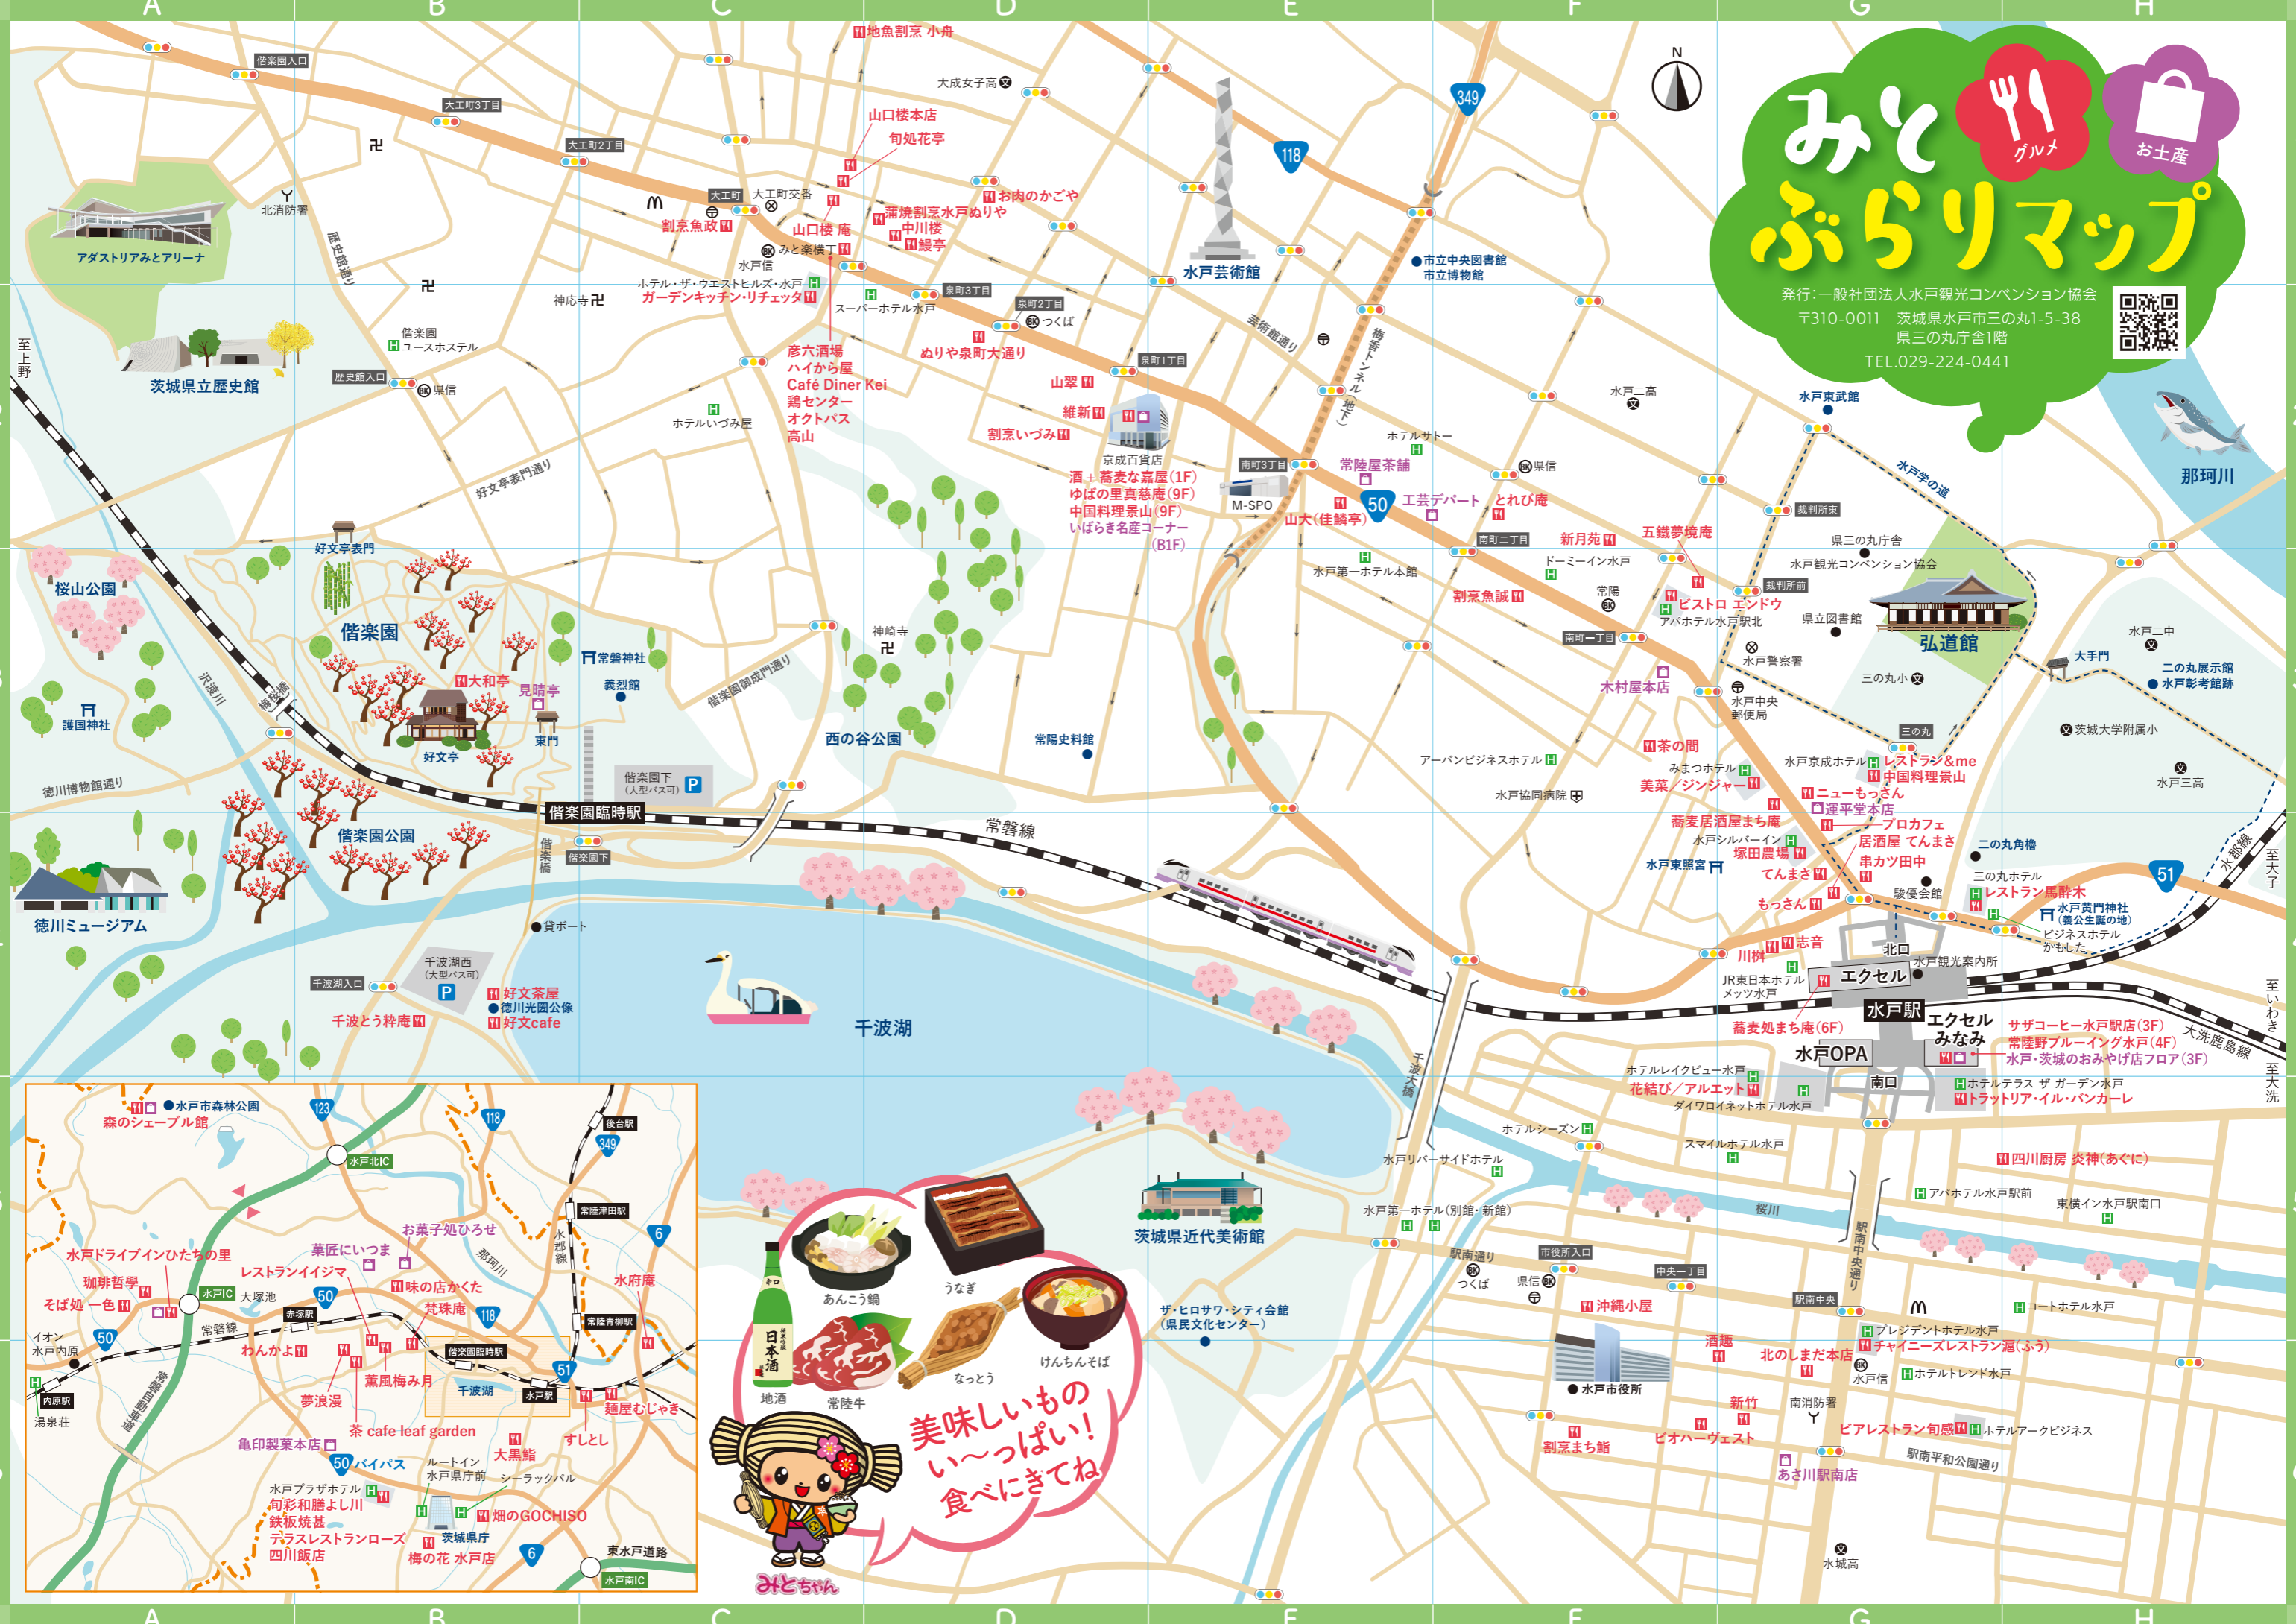 A
B
C
D
E
F
G
H
みと
ぶらりマップ
グルメ
お土産
発行:一般社団法人水戸観光コンベンション協会
〒310-0011 茨城県水戸市三の丸1-5-38
県三の丸庁舎1階
TEL.029-224-0441
N
偕楽園入口
大工町3丁目
大工町2丁目
大工町
大工町交番
北消防署
アダストリアみとアリーナ
歴史館通り
地魚割烹 小舟
大成女子高
山口楼本店
旬処花亭
お肉のかごや
蒲焼割烹水戸ぬりや
中川楼
鰻亭
割烹魚政
山口楼 庵
みと楽横丁
水戸信
ホテル・ザ・ウエストヒルズ・水戸
ガーデンキッチン・リチェッタ
スーパーホテル水戸
泉町3丁目
泉町2丁目
つくば
ぬりや泉町大通り
泉町1丁目
水戸芸術館
118
349
市立中央図書館
市立博物館
芸術館通り
梅香トンネル(地下)
神応寺
偕楽園
ユースホステル
歴史館入口
県信
茨城県立歴史館
至上野
彦六酒場
ハイから屋
Café Diner Kei
鶏センター
オクトパス
高山
ホテルいづみ屋
好文亭表門通り
山翠
維新
割烹いづみ
京成百貨店
酒+蕎麦な嘉屋(1F)
ゆばの里真慈庵(9F)
中国料理景山(9F)
いばらき名産コーナー
(B1F)
南町3丁目
M-SPO
常陸屋茶舗
ホテルサトー
山大(佳鱗亭)
50
工芸デパート
とれび庵
県信
水戸二高
水戸東武館
水戸学の道
那珂川
裁判所東
南町二丁目
新月苑
五鐵夢境庵
県三の丸庁舎
水戸観光コンベンション協会
水戸第一ホテル本館
ドーミーイン水戸
割烹魚誠
常陽
ビストロ エンドウ
アパホテル水戸駅北
裁判所前
県立図書館
弘道館
南町一丁目
水戸警察署
三の丸小
大手門
水戸二中
二の丸展示館
水戸彰考館跡
木村屋本店
水戸中央
郵便局
三の丸
茨城大学附属小
水戸三高
桜山公園
好文亭表門
偕楽園
大和亭
見晴亭
好文亭
東門
常磐神社
義烈館
偕楽園御成門通り
神崎寺
西の谷公園
常陽史料館
沢渡川
梅桜橋
護国神社
徳川博物館通り
偕楽園下
(大型バス可)
P
偕楽園臨時駅
偕楽園下
偕楽橋
偕楽園公園
常磐線
徳川ミュージアム
貸ボート
千波湖西
(大型バス可)
P
千波湖入口
好文茶屋
徳川光圀公像
好文cafe
千波とう粋庵
千波湖
アーバンビジネスホテル
水戸協同病院
茶の間
みまつホテル
美菜/ジンジャー
水戸京成ホテル
レストラン&me
中国料理景山
ニューもっさん
運平堂本店
蕎麦居酒屋まち庵
プロカフェ
水戸シルバーイン
塚田農場
居酒屋 てんまさ
串カツ田中
水戸東照宮
てんまさ
もっさん
駿優会館
二の丸角櫓
三の丸ホテル
レストラン馬酔木
水戸黄門神社
(義公生誕の地)
ビジネスホテル
かもした
51
水郡線
至大子
川桝
志音
北口
JR東日本ホテル
メッツ水戸
エクセル
水戸観光案内所
蕎麦処まち庵(6F)
水戸駅
エクセル
みなみ
水戸OPA
南口
サザコーヒー水戸駅店(3F)
常陸野ブルーイング水戸(4F)
水戸・茨城のおみやげ店フロア(3F)
大洗鹿島線
至いわき
至大洗
千波大橋
ホテルレイクビュー水戸
花結び/アルエット
ダイワロイネットホテル水戸
ホテルテラス ザ ガーデン水戸
トラットリア・イル・バンカーレ
ホテルシーズン
スマイルホテル水戸
水戸リバーサイドホテル
四川厨房 炎神(あぐに)
アパホテル水戸駅前
東横イン水戸駅南口
桜川
水戸第一ホテル(別館・新館)
駅南中央通り
駅南通り
つくば
市役所入口
県信
中央一丁目
駅南中央
コートホテル水戸
沖縄小屋
プレジデントホテル水戸
チャイニーズレストラン滬(ふう)
水戸市役所
酒趣
北のしまだ本店
水戸信
ホテルトレンド水戸
新竹
南消防署
ビオハーヴェスト
ビアレストラン旬感
ホテルアークビジネス
割烹まち鮨
あさ川駅南店
駅南平和公園通り
水城高
茨城県近代美術館
ザ・ヒロサワ・シティ会館
(県民文化センター)
あんこう鍋
うなぎ
辛口
純米吟醸
日本酒
地酒
常陸牛
なっとう
けんちんそば
美味しいもの
い〜っぱい!
食べにきてね
みとちゃん
水戸市森林公園
森のシェーブル館
123
118
349
後台駅
水戸北IC
お菓子処ひろせ
常陸津田駅
水郡線
那珂川
6
水戸ドライブインひたちの里
菓匠にいつま
レストランイイジマ
珈琲哲學
そば処 一色
水戸IC
大塚池
50
味の店かくた
梵珠庵
水府庵
赤塚駅
118
常磐線
常陸青柳駅
イオン
水戸内原
50
わんかよ
偕楽園臨時駅
51
内原駅
湯泉荘
常磐自動車道
夢浪漫
薫風梅み月
千波湖
水戸駅
麺屋むじゃき
茶 cafe leaf garden
大黒鮨
すしとし
亀印製菓本店
50
バイパス
ルートイン
水戸県庁前
シーラックパル
水戸プラザホテル
旬彩和膳よし川
鉄板焼甚
テラスレストランローズ
四川飯店
茨城県庁
畑のGOCHISO
梅の花 水戸店
6
東水戸道路
水戸南IC
A
B
C
D
E
F
G
H